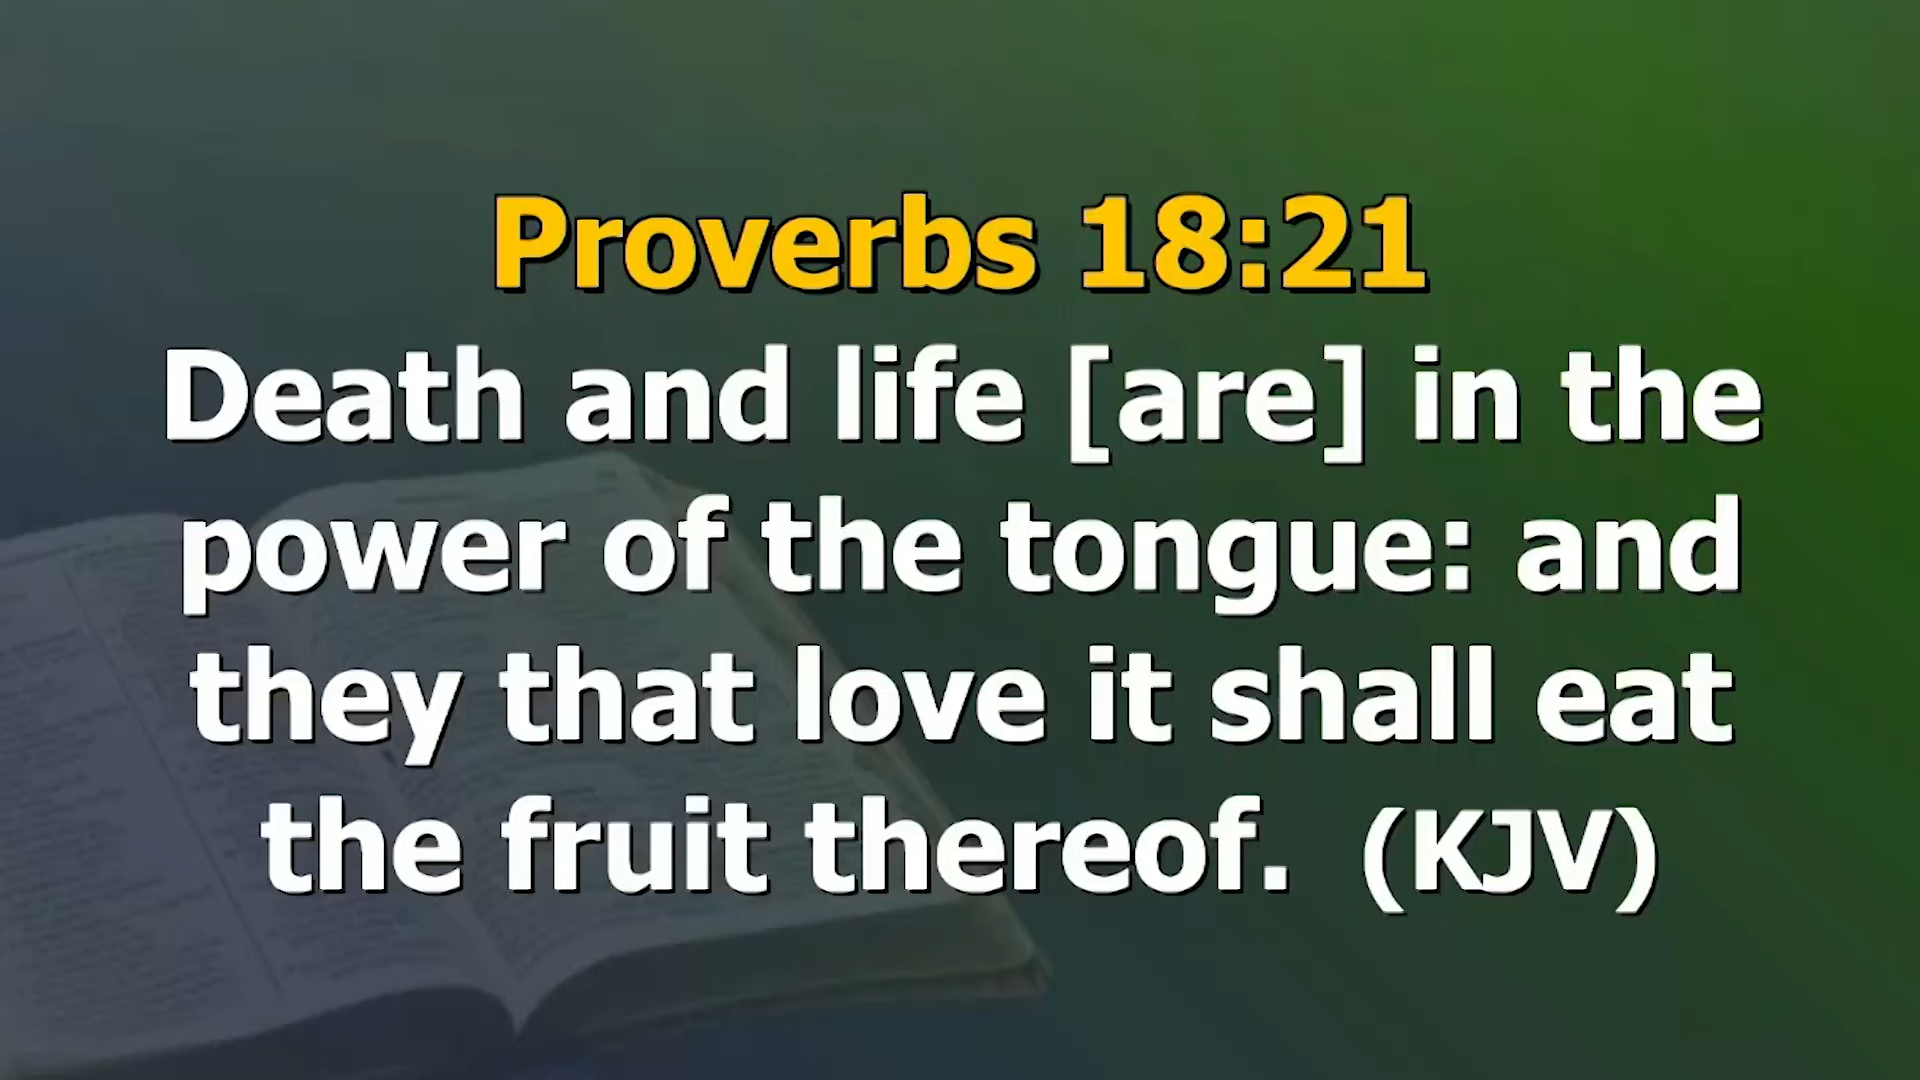 Proverbs 18:21
Death and life [are] in the
power of the tongue: and
they that love it shall eat
the fruit thereof.  (KJV)